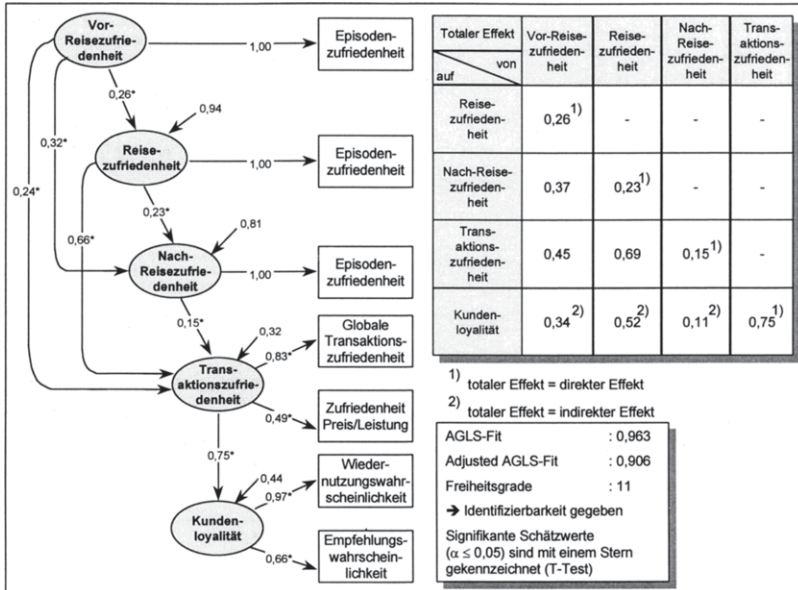 Vor-
Reisezufrie-
denheit
1,00
Episoden-
zufriedenheit
0,26*
0,94
0,32*
0,24*
Reise-
zufriedenheit
1,00
Episoden-
zufriedenheit
0,23*
0,81
0,66*
Nach-
Reisezufrie-
denheit
1,00
Episoden-
zufriedenheit
0,15*
0,32
0,83*
Globale
Transaktions-
zufriedenheit
Trans-
aktionszufrie-
denheit
0,49*
Zufriedenheit
Preis/Leistung
0,75*
0,44
0,97*
Wieder-
nutzungswahr-
scheinlichkeit
Kunden-
loyalität
0,66*
Empfehlungs-
wahrschein-
lichkeit
Totaler Effekt
von
auf
Vor-Reise-
zufrieden-
heit
Reise-
zufrieden-
heit
Nach-
Reise-
zufrieden-
heit
Trans-
aktions-
zufrieden-
heit
Reise-
zufrieden-
heit
0,26 1) - - -
Nach-Reise-
zufrieden-
heit
0,37 0,23 1) - -
Trans-
aktions-
zufrieden-
heit
0,45 0,69 0,15 1) -
Kunden-
loyalität
0,34 2) 0,52 2) 0,11 2) 0,75 1)
1) totaler Effekt = direkter Effekt
2) totaler Effekt = indirekter Effekt
AGLS-Fit : 0,963
Adjusted AGLS-Fit : 0,906
Freiheitsgrade : 11
➔ Identifizierbarkeit gegeben
Signifikante Schätzwerte
(α ≤ 0,05) sind mit einem Stern
gekennzeichnet (T-Test)